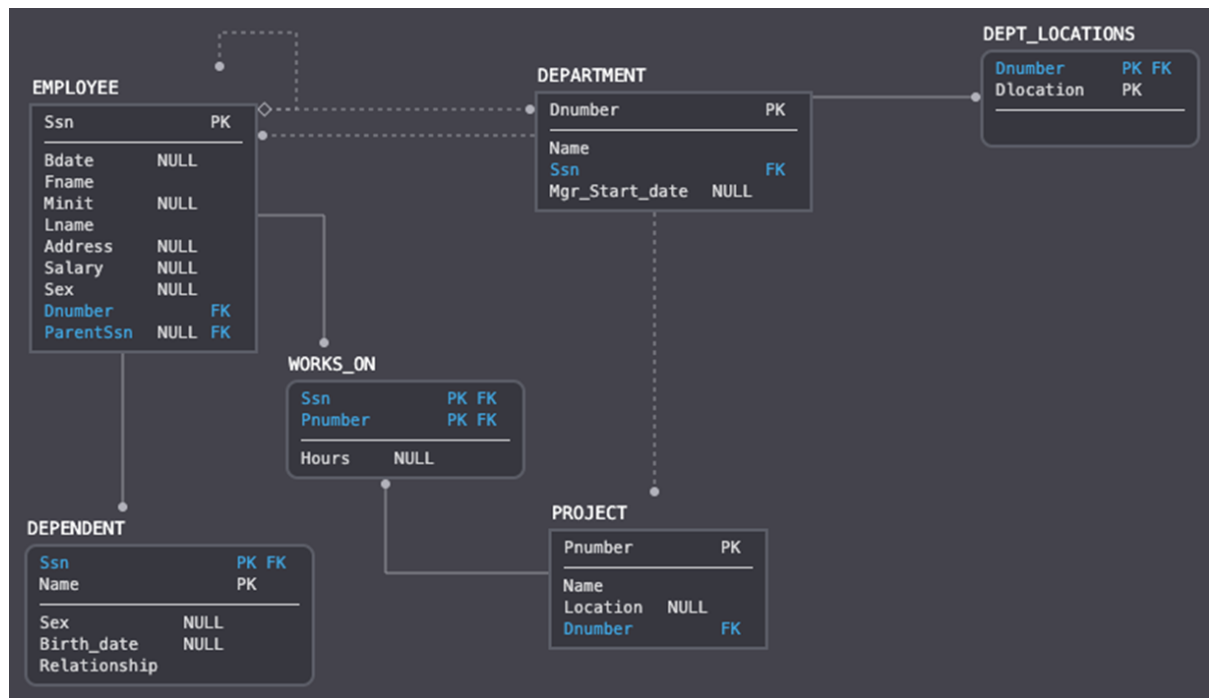 EMPLOYEE
Ssn PK
Bdate NULL
Fname
Minit NULL
Lname
Address NULL
Salary NULL
Sex NULL
Dnumber FK
ParentSsn NULL FK
DEPARTMENT
Dnumber PK
Name
Ssn FK
Mgr_Start_date NULL
DEPT_LOCATIONS
Dnumber PK FK
Dlocation PK
WORKS_ON
Ssn PK FK
Pnumber PK FK
Hours NULL
DEPENDENT
Ssn PK FK
Name PK
Sex NULL
Birth_date NULL
Relationship
PROJECT
Pnumber PK
Name
Location NULL
Dnumber FK